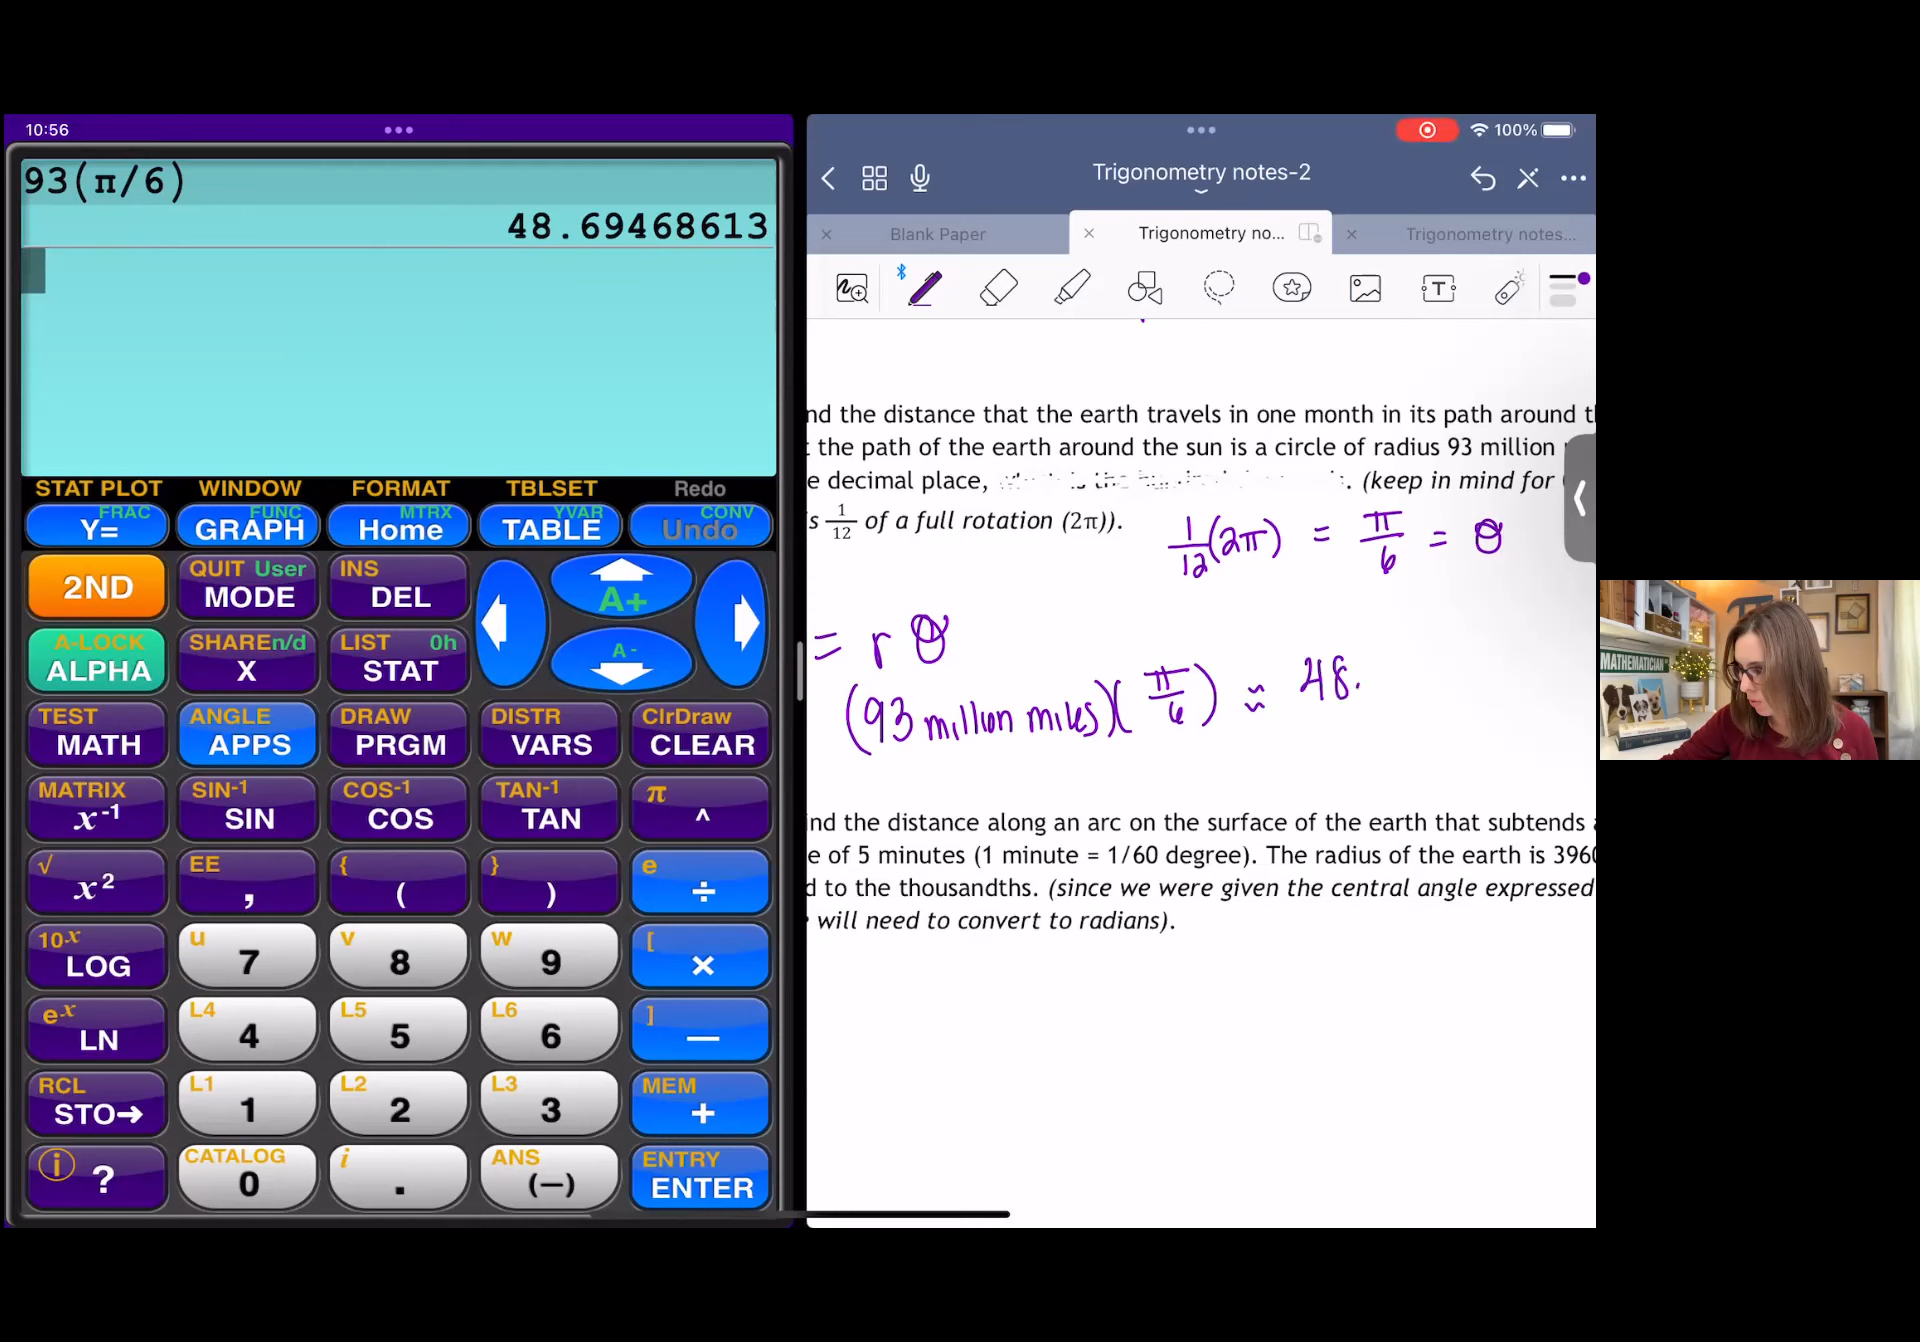 10:56
93(π/6)
48.69468613
STAT PLOT WINDOW FORMAT TBLSET Redo
FRAC FUNC MTRX YVAR CONV
Y= GRAPH Home TABLE Undo
QUIT User INS
2ND MODE DEL A+
A-LOCK SHARE n/d LIST 0h A-
ALPHA X STAT
TEST ANGLE DRAW DISTR ClrDraw
MATH APPS PRGM VARS CLEAR
MATRIX SIN-1 COS-1 TAN-1 π
x-1 SIN COS TAN ^
√ EE { } e
x2 , ( ) ÷
10x u v w [
LOG 7 8 9 ×
ex L4 L5 L6 ]
LN 4 5 6 —
RCL L1 L2 L3 MEM
STO➔ 1 2 3 +
i CATALOG i ANS ENTRY
? 0 . (—) ENTER
100%
Trigonometry notes-2
Blank Paper
Trigonometry no...
Trigonometry notes...
T
nd the distance that the earth travels in one month in its path around t
the path of the earth around the sun is a circle of radius 93 million
e decimal place, . (keep in mind for
s 1/12 of a full rotation (2π)).
1/12(2π) = π/6 = θ
= r θ
(93 million miles)(π/6) ≈ 48.
ind the distance along an arc on the surface of the earth that subtends
e of 5 minutes (1 minute = 1/60 degree). The radius of the earth is 3960
d to the thousandths. (since we were given the central angle expressed
will need to convert to radians).
MATHEMATICIAN